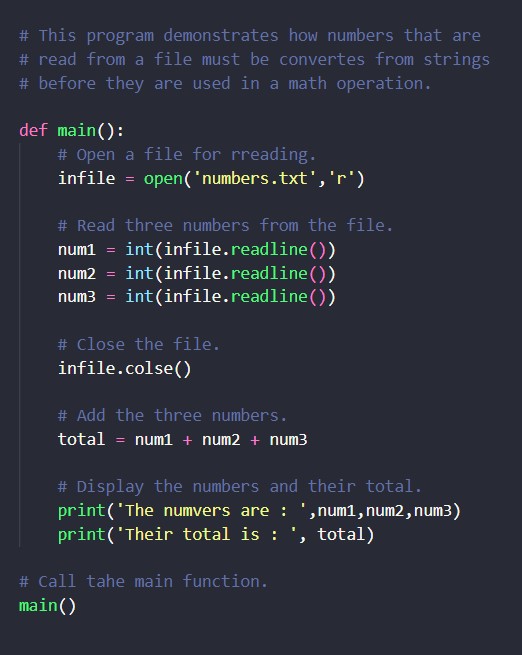 # This program demonstrates how numbers that are
# read from a file must be convertes from strings
# before they are used in a math operation.
def main():
# Open a file for rreading.
infile = open('numbers.txt','r')
# Read three numbers from the file.
num1 = int(infile.readline())
num2 = int(infile.readline())
num3 = int(infile.readline())
# Close the file.
infile.colse()
# Add the three numbers.
total = num1 + num2 + num3
# Display the numbers and their total.
print('The numvers are : ',num1,num2,num3)
print('Their total is : ', total)
# Call tahe main function.
main()